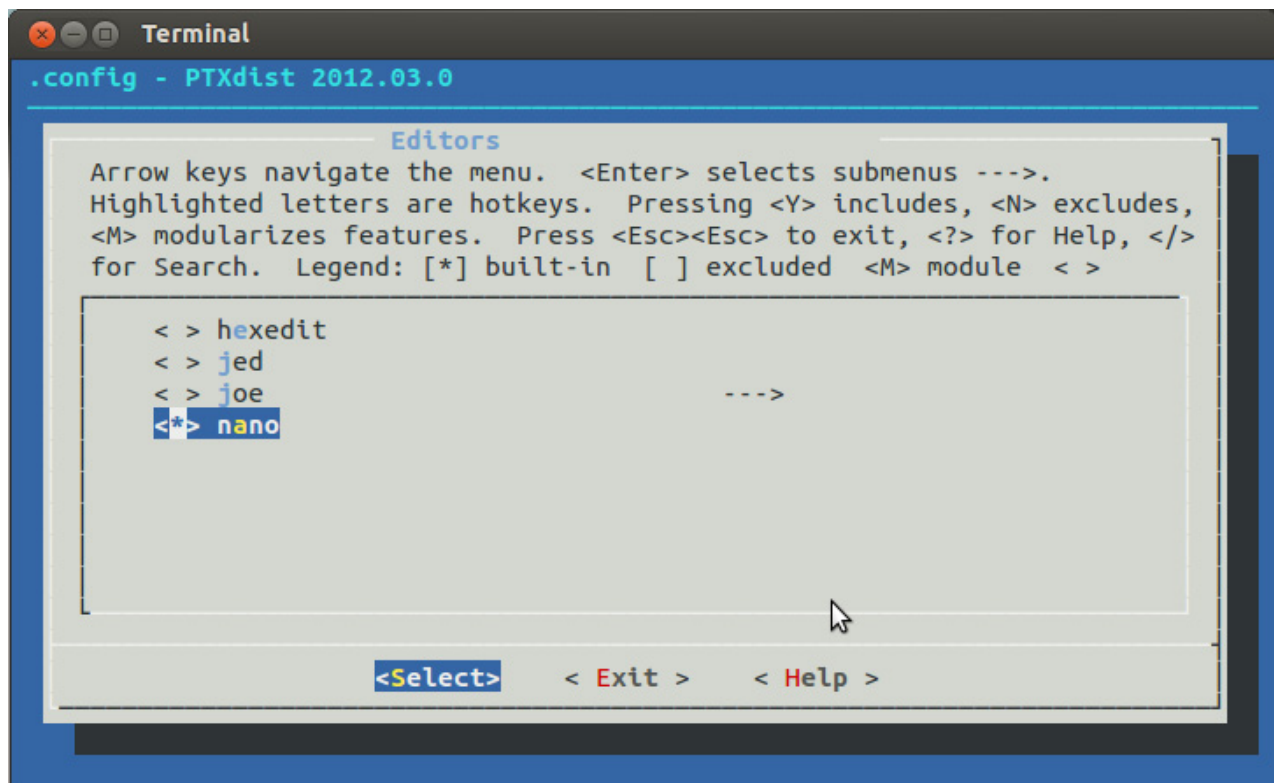 Terminal
.config - PTXdist 2012.03.0
Editors
Arrow keys navigate the menu.  <Enter> selects submenus --->.
Highlighted letters are hotkeys.  Pressing <Y> includes, <N> excludes,
<M> modularizes features.  Press <Esc><Esc> to exit, <?> for Help, </>
for Search.  Legend: [*] built-in  [ ] excluded  <M> module  < >
< > hexedit
< > jed
< > joe                             --->
<*> nano
<Select>    < Exit >    < Help >